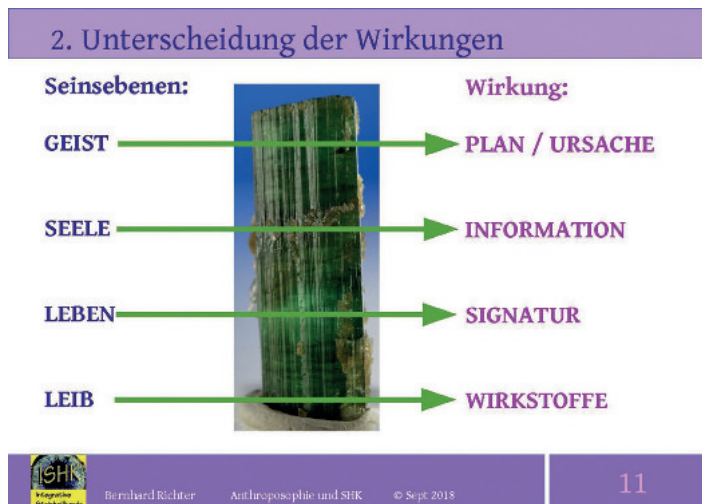 2. Unterscheidung der Wirkungen
Seinsebenen: Wirkung:
GEIST PLAN / URSACHE
SEELE INFORMATION
LEBEN SIGNATUR
LEIB WIRKSTOFFE
ISHK
Integrative
Bernhard Richter Anthroposophie und SHK © Sept 2018 11